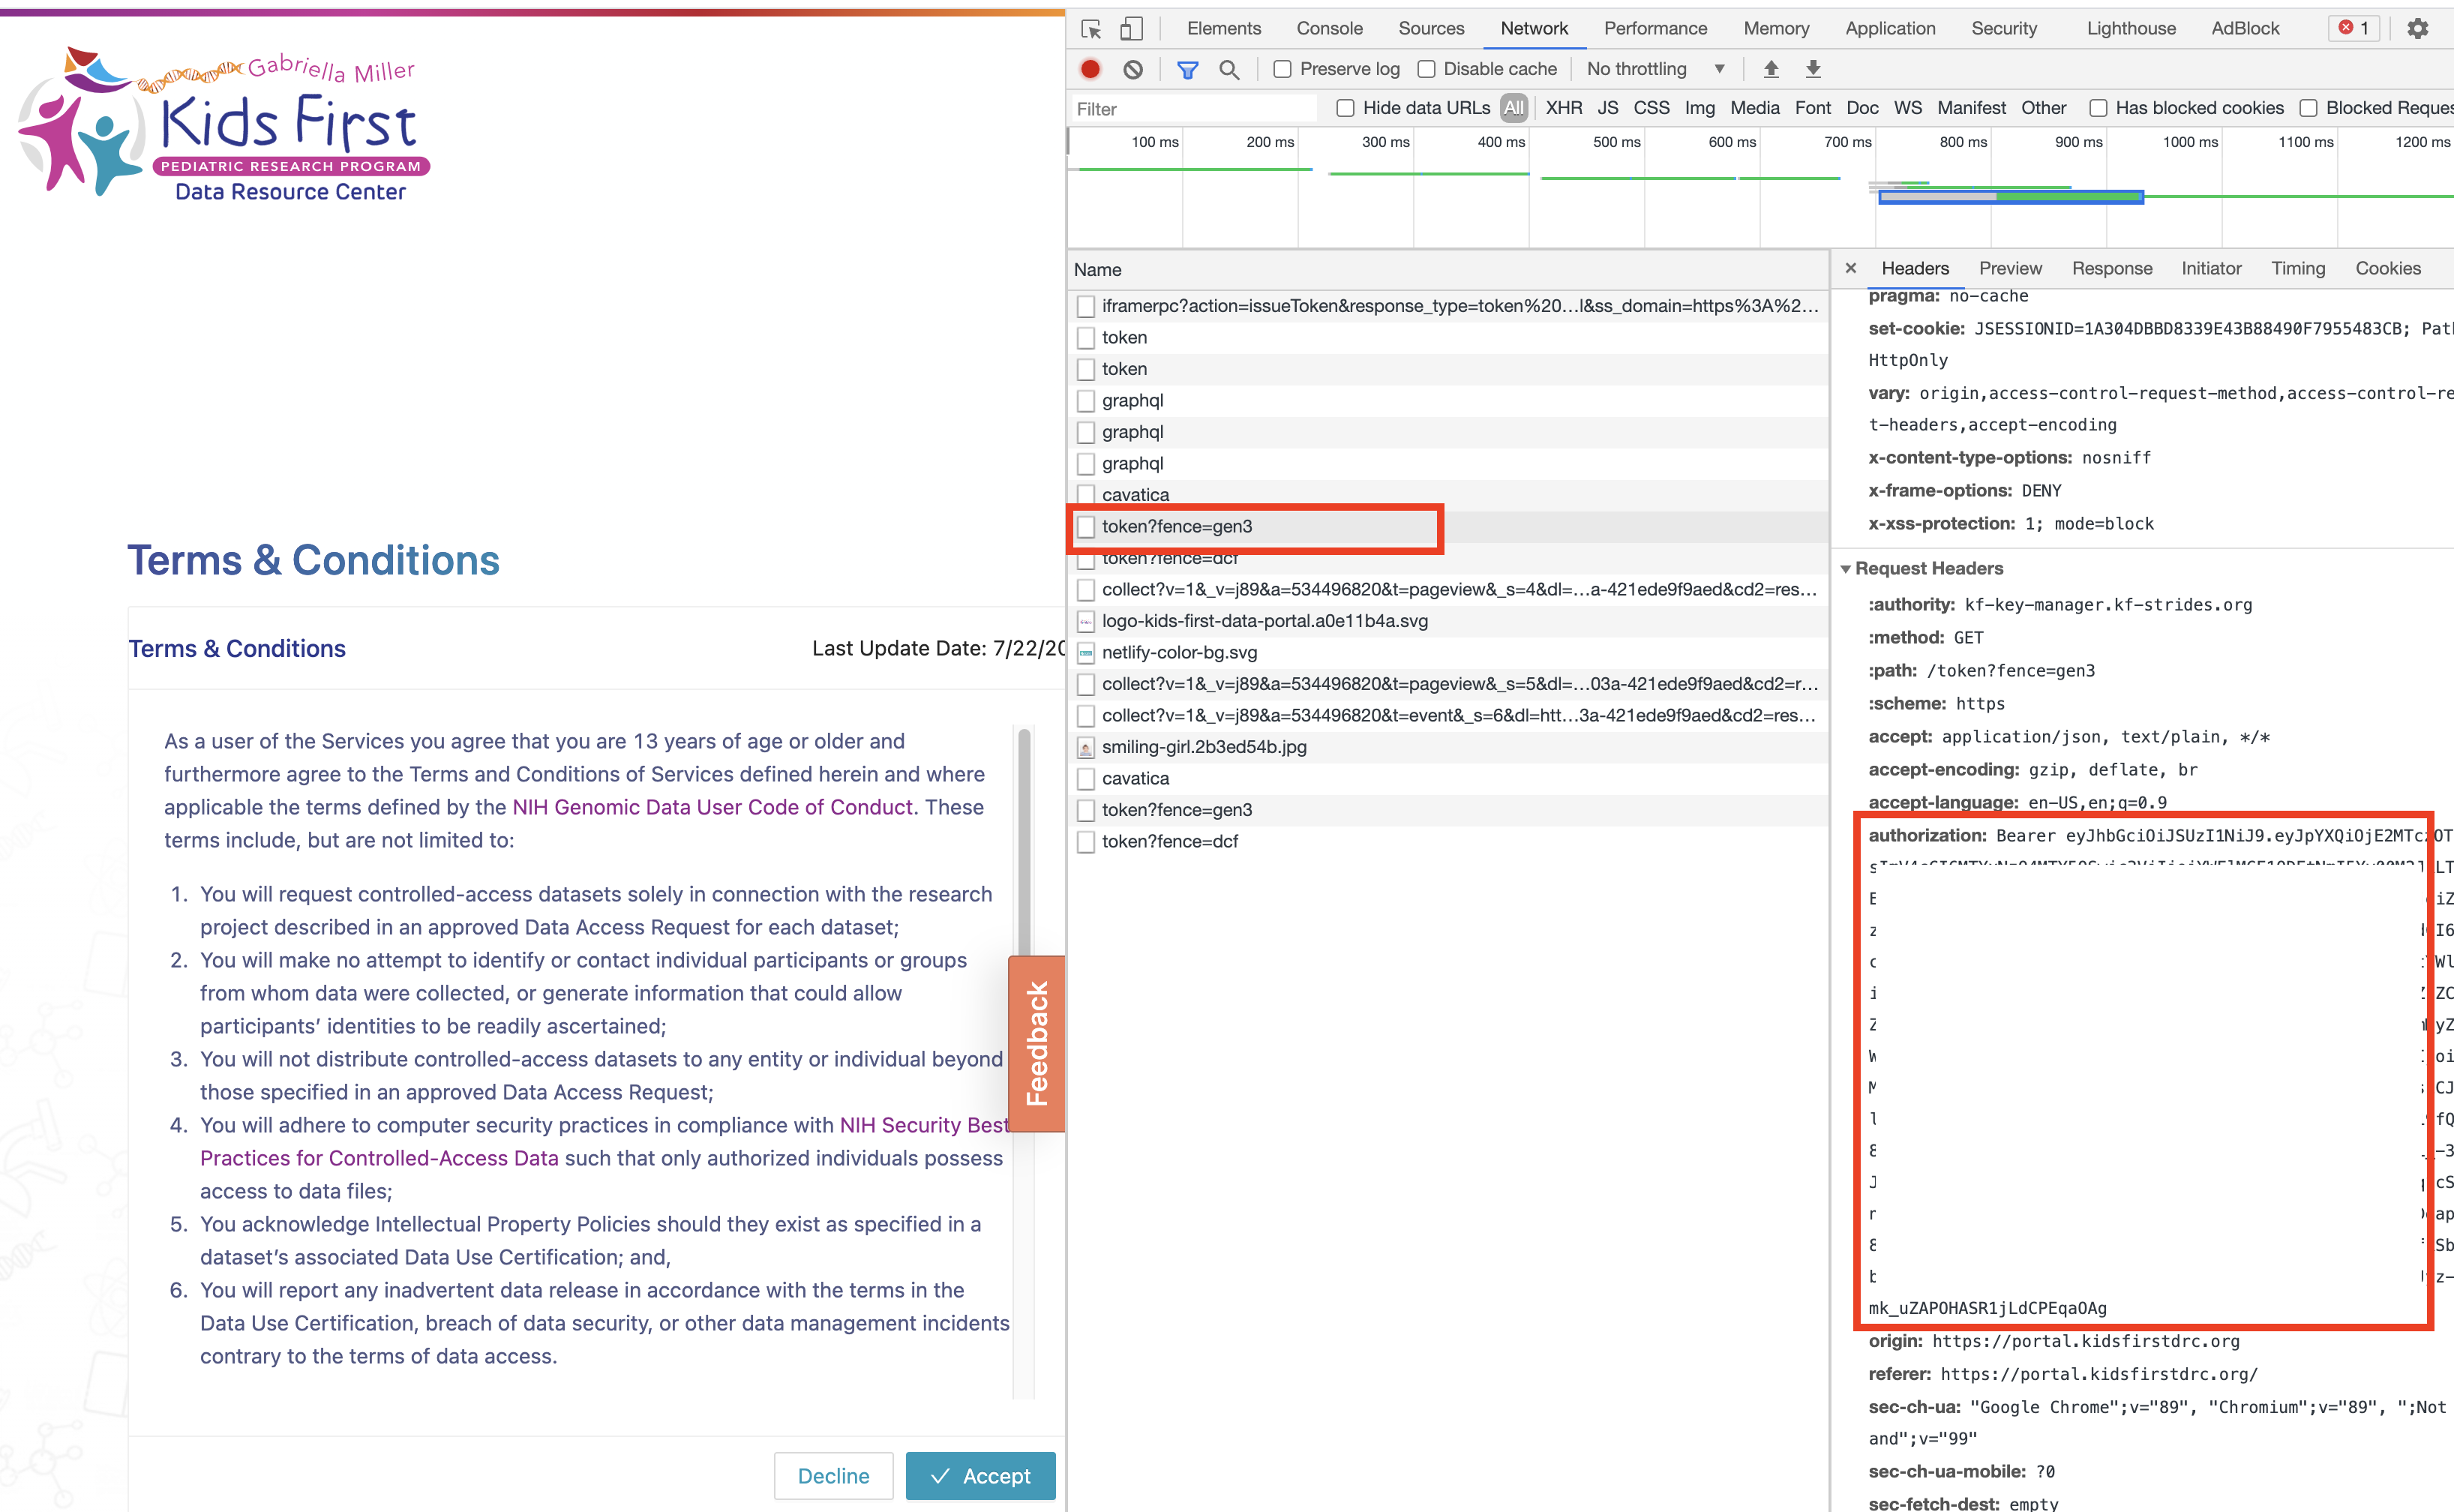 Gabriella Miller
Kids First
PEDIATRIC RESEARCH PROGRAM
Data Resource Center
Terms & Conditions
Terms & Conditions
Last Update Date: 7/22/20
As a user of the Services you agree that you are 13 years of age or older and
furthermore agree to the Terms and Conditions of Services defined herein and where
applicable the terms defined by the NIH Genomic Data User Code of Conduct. These
terms include, but are not limited to:
1. You will request controlled-access datasets solely in connection with the research
project described in an approved Data Access Request for each dataset;
2. You will make no attempt to identify or contact individual participants or groups
from whom data were collected, or generate information that could allow
participants' identities to be readily ascertained;
3. You will not distribute controlled-access datasets to any entity or individual beyond
those specified in an approved Data Access Request;
4. You will adhere to computer security practices in compliance with NIH Security Best
Practices for Controlled-Access Data such that only authorized individuals possess
access to data files;
5. You acknowledge Intellectual Property Policies should they exist as specified in a
dataset's associated Data Use Certification; and,
6. You will report any inadvertent data release in accordance with the terms in the
Data Use Certification, breach of data security, or other data management incidents
contrary to the terms of data access.
Decline
Accept
Feedback
Elements Console Sources Network Performance Memory Application Security Lighthouse AdBlock 1
Preserve log Disable cache No throttling
Filter Hide data URLs All XHR JS CSS Img Media Font Doc WS Manifest Other Has blocked cookies Blocked Reques
100 ms 200 ms 300 ms 400 ms 500 ms 600 ms 700 ms 800 ms 900 ms 1000 ms 1100 ms 1200 ms
Name
iframerpc?action=issueToken&response_type=token%20…l&ss_domain=https%3A%2…
token
token
graphql
graphql
graphql
cavatica
token?fence=gen3
token?fence=dcf
collect?v=1&_v=j89&a=534496820&t=pageview&_s=4&dl=…a-421ede9f9aed&cd2=res…
logo-kids-first-data-portal.a0e11b4a.svg
netlify-color-bg.svg
collect?v=1&_v=j89&a=534496820&t=pageview&_s=5&dl=…03a-421ede9f9aed&cd2=r…
collect?v=1&_v=j89&a=534496820&t=event&_s=6&dl=htt…3a-421ede9f9aed&cd2=res…
smiling-girl.2b3ed54b.jpg
cavatica
token?fence=gen3
token?fence=dcf
Headers Preview Response Initiator Timing Cookies
pragma: no-cache
set-cookie: JSESSIONID=1A304DBBD8339E43B88490F7955483CB; Pat
HttpOnly
vary: origin,access-control-request-method,access-control-re
t-headers,accept-encoding
x-content-type-options: nosniff
x-frame-options: DENY
x-xss-protection: 1; mode=block
Request Headers
:authority: kf-key-manager.kf-strides.org
:method: GET
:path: /token?fence=gen3
:scheme: https
accept: application/json, text/plain, */*
accept-encoding: gzip, deflate, br
accept-language: en-US,en;q=0.9
authorization: Bearer
mk_uZAPOHASR1jLdCPEqaOAg
origin: https://portal.kidsfirstdrc.org
referer: https://portal.kidsfirstdrc.org/
sec-ch-ua: "Google Chrome";v="89", "Chromium";v="89", ";Not
and";v="99"
sec-ch-ua-mobile: ?0
sec-fetch-dest: empty